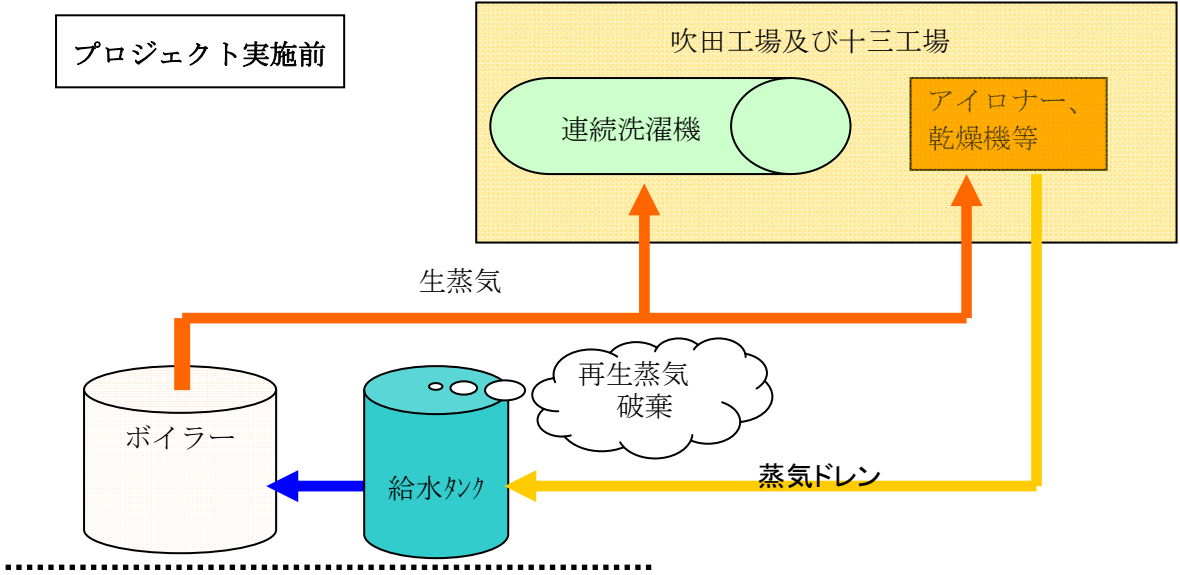 プロジェクト実施前
吹田工場及び十三工場
連続洗濯機
アイロナー、
乾燥機等
生蒸気
再生蒸気
破棄
ボイラー
給水ﾀﾝｸ
蒸気ドレン